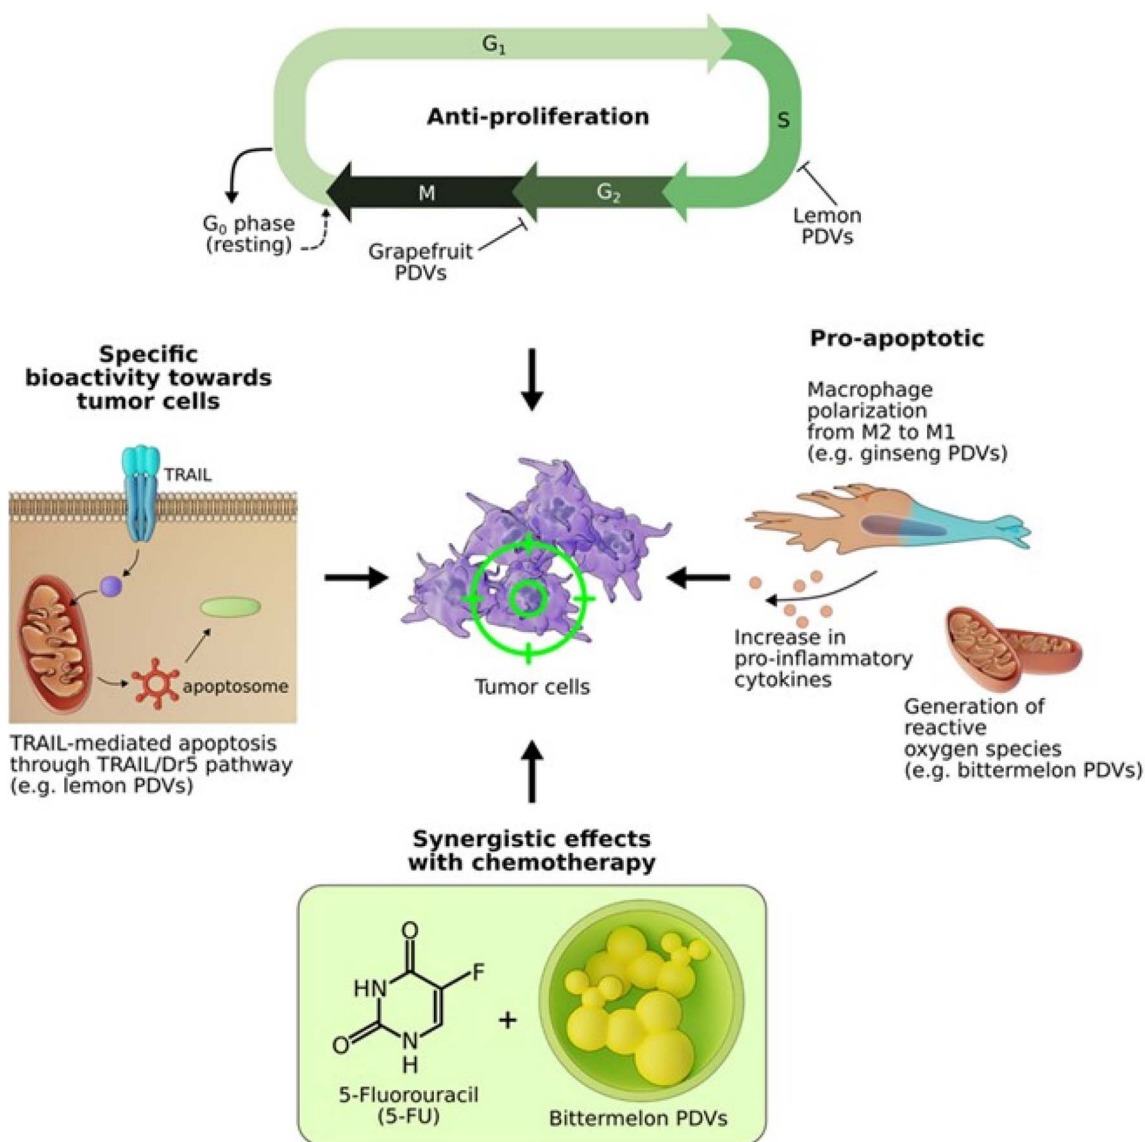 G₁
Anti-proliferation
S
M
G₂
G₀ phase
(resting)
Grapefruit
PDVs
Lemon
PDVs
Specific
bioactivity towards
tumor cells
TRAIL
apoptosome
TRAIL-mediated apoptosis
through TRAIL/Dr5 pathway
(e.g. lemon PDVs)
Tumor cells
Pro-apoptotic
Macrophage
polarization
from M2 to M1
(e.g. ginseng PDVs)
Increase in
pro-inflammatory
cytokines
Generation of
reactive
oxygen species
(e.g. bittermelon PDVs)
Synergistic effects
with chemotherapy
O
F
HN
O
N
H
+
5-Fluorouracil
(5-FU)
Bittermelon PDVs